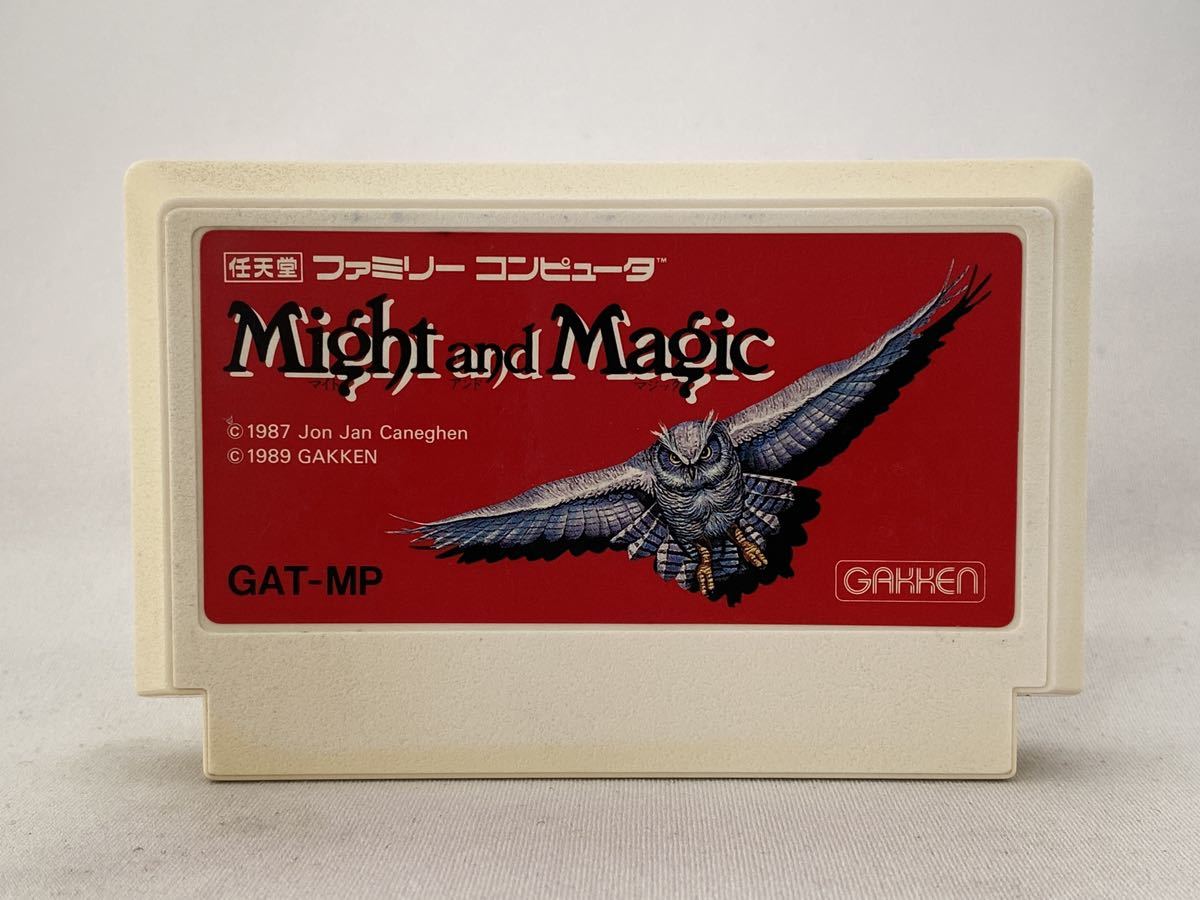 任天堂 ファミリー コンピュータ™
Might and Magic
マイト アンド マジック
© 1987 Jon Jan Caneghen
© 1989 GAKKEN
GAT-MP
GAKKEN